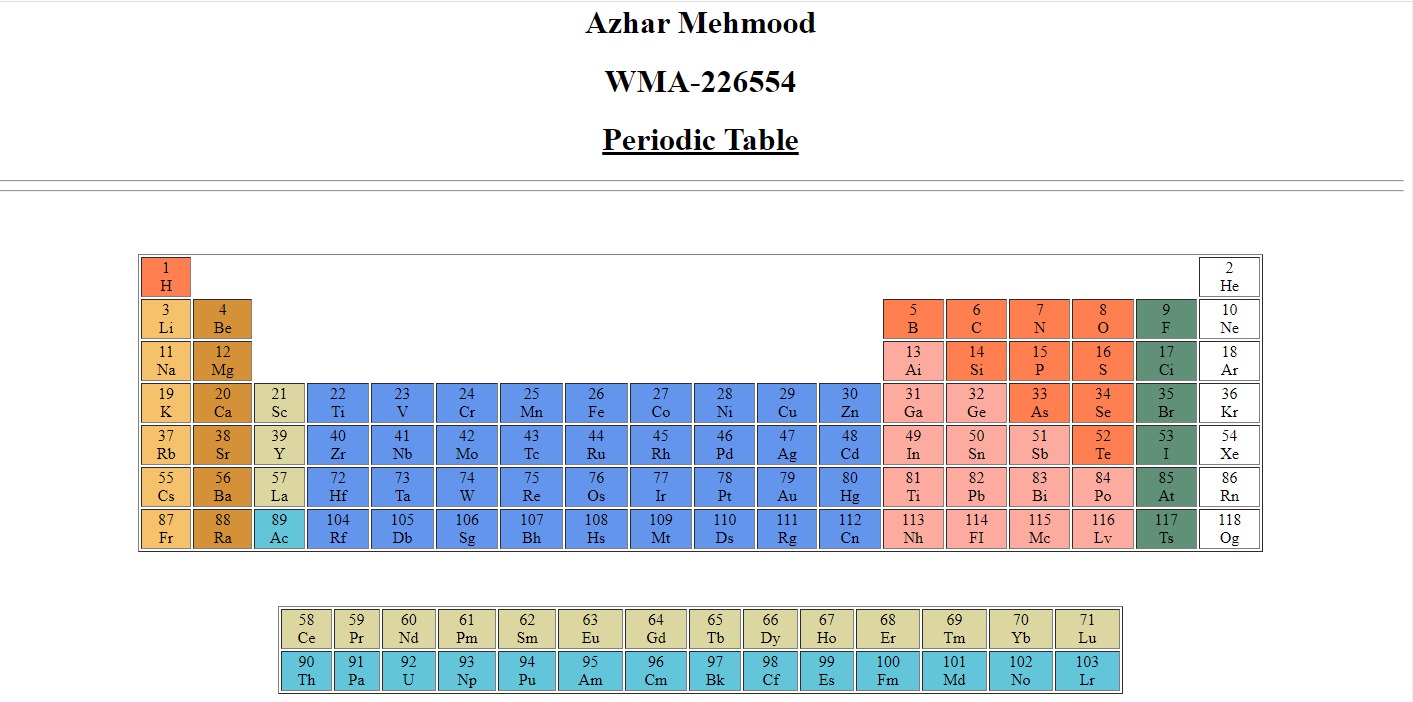 Azhar Mehmood
WMA-226554
Periodic Table
1 2
H He
3 4 5 6 7 8 9 10
Li Be B C N O F Ne
11 12 13 14 15 16 17 18
Na Mg Ai Si P S Ci Ar
19 20 21 22 23 24 25 26 27 28 29 30 31 32 33 34 35 36
K Ca Sc Ti V Cr Mn Fe Co Ni Cu Zn Ga Ge As Se Br Kr
37 38 39 40 41 42 43 44 45 46 47 48 49 50 51 52 53 54
Rb Sr Y Zr Nb Mo Tc Ru Rh Pd Ag Cd In Sn Sb Te I Xe
55 56 57 72 73 74 75 76 77 78 79 80 81 82 83 84 85 86
Cs Ba La Hf Ta W Re Os Ir Pt Au Hg Ti Pb Bi Po At Rn
87 88 89 104 105 106 107 108 109 110 111 112 113 114 115 116 117 118
Fr Ra Ac Rf Db Sg Bh Hs Mt Ds Rg Cn Nh FI Mc Lv Ts Og
58 59 60 61 62 63 64 65 66 67 68 69 70 71
Ce Pr Nd Pm Sm Eu Gd Tb Dy Ho Er Tm Yb Lu
90 91 92 93 94 95 96 97 98 99 100 101 102 103
Th Pa U Np Pu Am Cm Bk Cf Es Fm Md No Lr